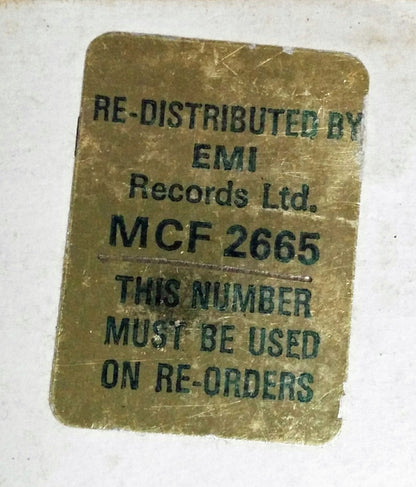 RE-DISTRIBUTED BY
EMI
Records Ltd.
MCF 2665
THIS NUMBER
MUST BE USED
ON RE-ORDERS